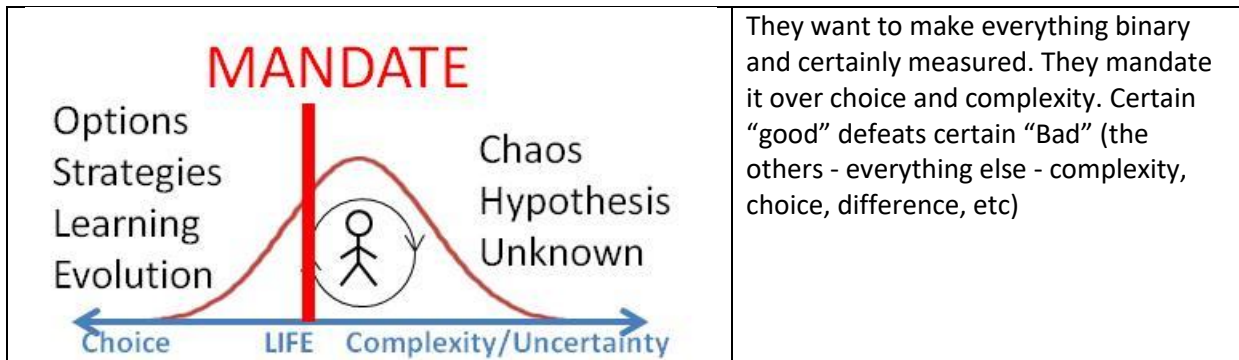 MANDATE
Options
Strategies
Learning
Evolution
Chaos
Hypothesis
Unknown
Choice LIFE Complexity/Uncertainty
They want to make everything binary
and certainly measured. They mandate
it over choice and complexity. Certain
“good” defeats certain “Bad” (the
others - everything else - complexity,
choice, difference, etc)